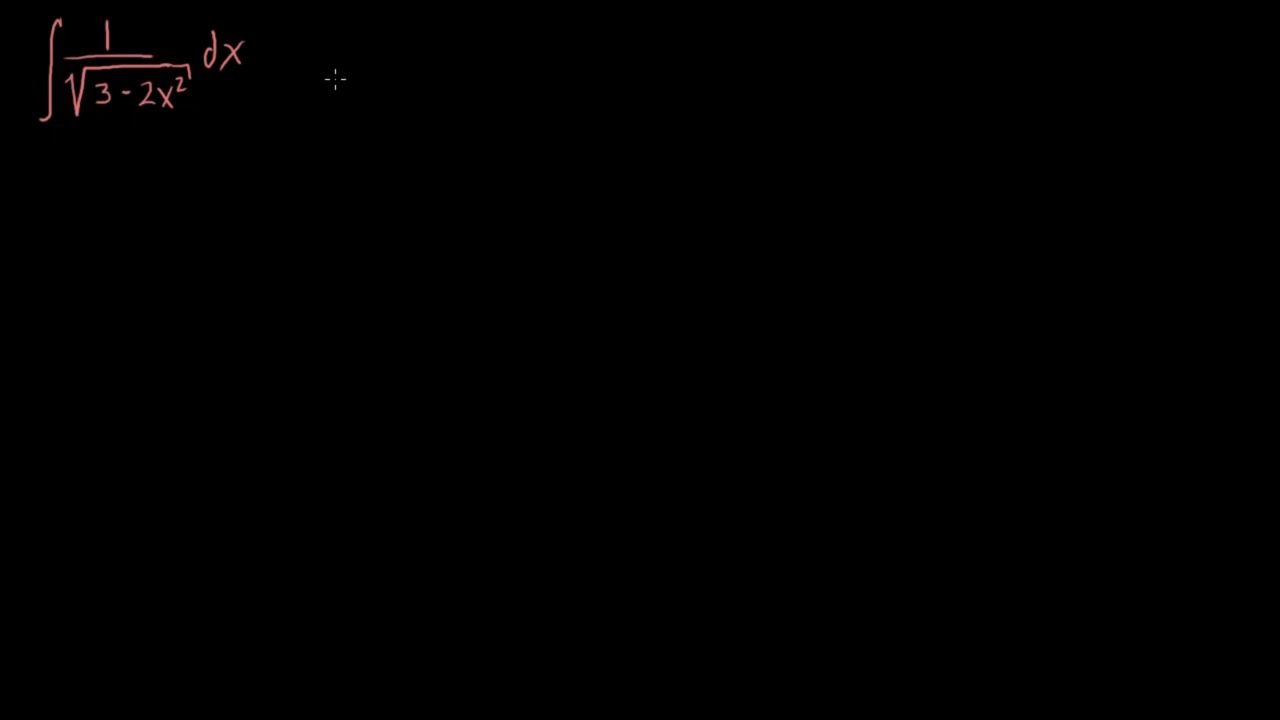 ∫ 1/√(3 - 2x²) dx